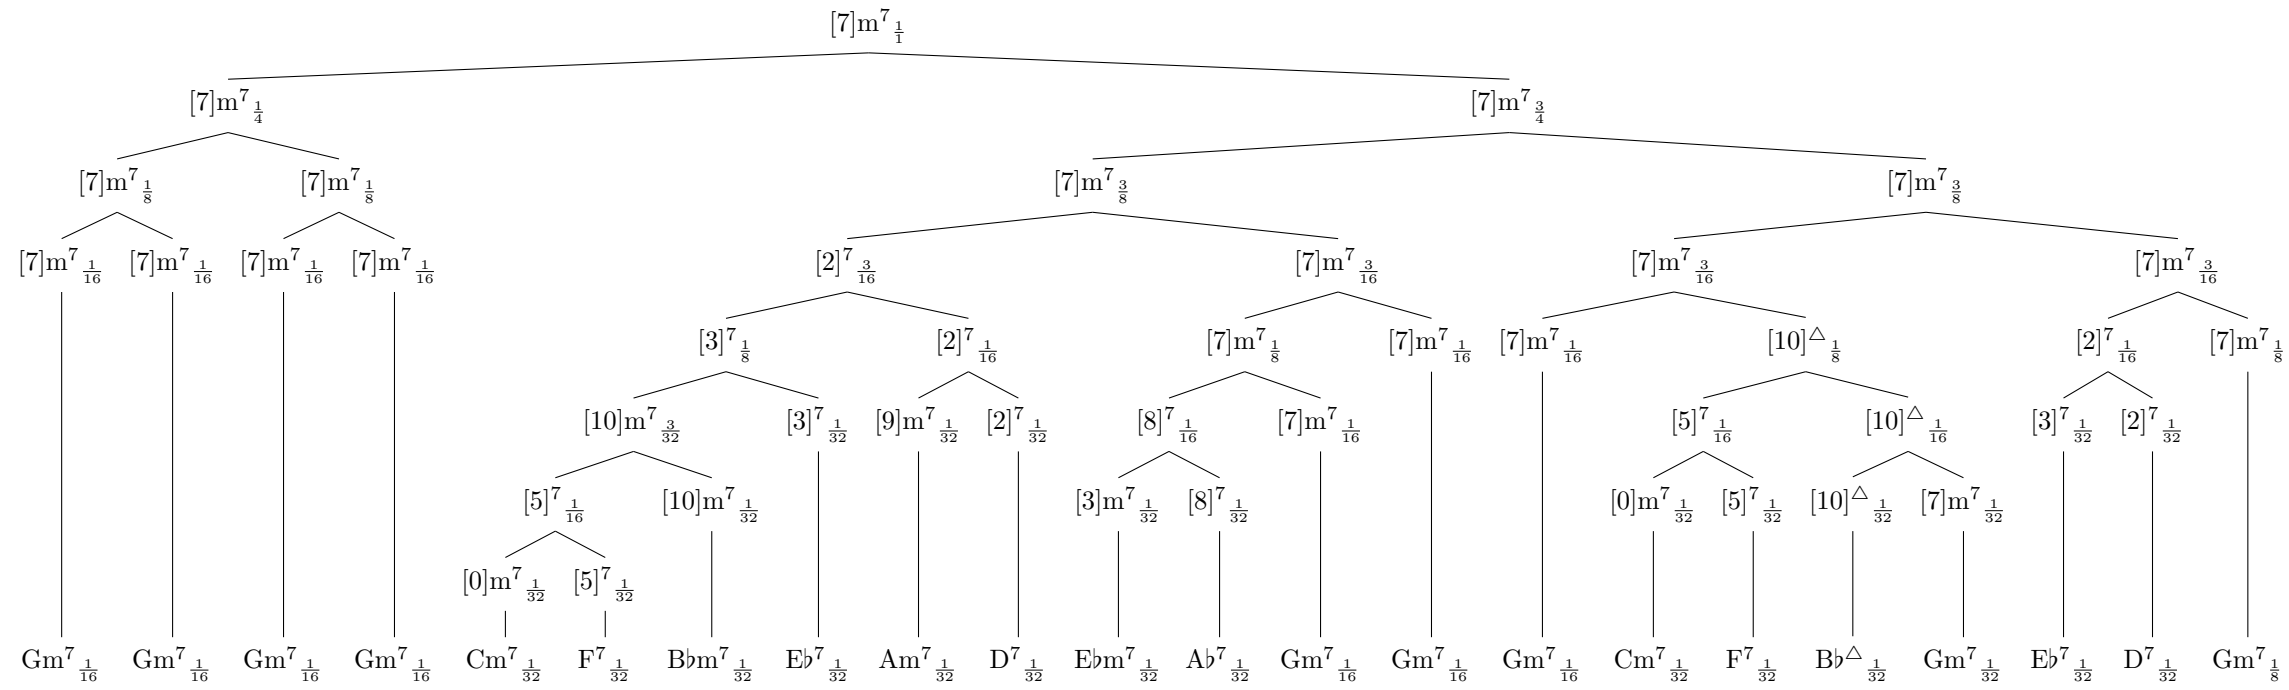 [7]m⁷ 1/1
[7]m⁷ 1/4 [7]m⁷ 3/4
[7]m⁷ 1/8 [7]m⁷ 1/8 [7]m⁷ 3/8 [7]m⁷ 3/8
[7]m⁷ 1/16 [7]m⁷ 1/16 [7]m⁷ 1/16 [7]m⁷ 1/16 [2]⁷ 3/16 [7]m⁷ 3/16 [7]m⁷ 3/16 [7]m⁷ 3/16
[3]⁷ 1/8 [2]⁷ 1/16 [7]m⁷ 1/8 [7]m⁷ 1/16 [7]m⁷ 1/16 [10]△ 1/8 [2]⁷ 1/16 [7]m⁷ 1/8
[10]m⁷ 3/32 [3]⁷ 1/32 [9]m⁷ 1/32 [2]⁷ 1/32 [8]⁷ 1/16 [7]m⁷ 1/16 [5]⁷ 1/16 [10]△ 1/16 [3]⁷ 1/32 [2]⁷ 1/32
[5]⁷ 1/16 [10]m⁷ 1/32 [3]m⁷ 1/32 [8]⁷ 1/32 [0]m⁷ 1/32 [5]⁷ 1/32 [10]△ 1/32 [7]m⁷ 1/32
[0]m⁷ 1/32 [5]⁷ 1/32
Gm⁷ 1/16 Gm⁷ 1/16 Gm⁷ 1/16 Gm⁷ 1/16 Cm⁷ 1/32 F⁷ 1/32 B♭m⁷ 1/32 E♭⁷ 1/32 Am⁷ 1/32 D⁷ 1/32 E♭m⁷ 1/32 A♭⁷ 1/32 Gm⁷ 1/16 Gm⁷ 1/16 Gm⁷ 1/16 Cm⁷ 1/32 F⁷ 1/32 B♭△ 1/32 Gm⁷ 1/32 E♭⁷ 1/32 D⁷ 1/32 Gm⁷ 1/8